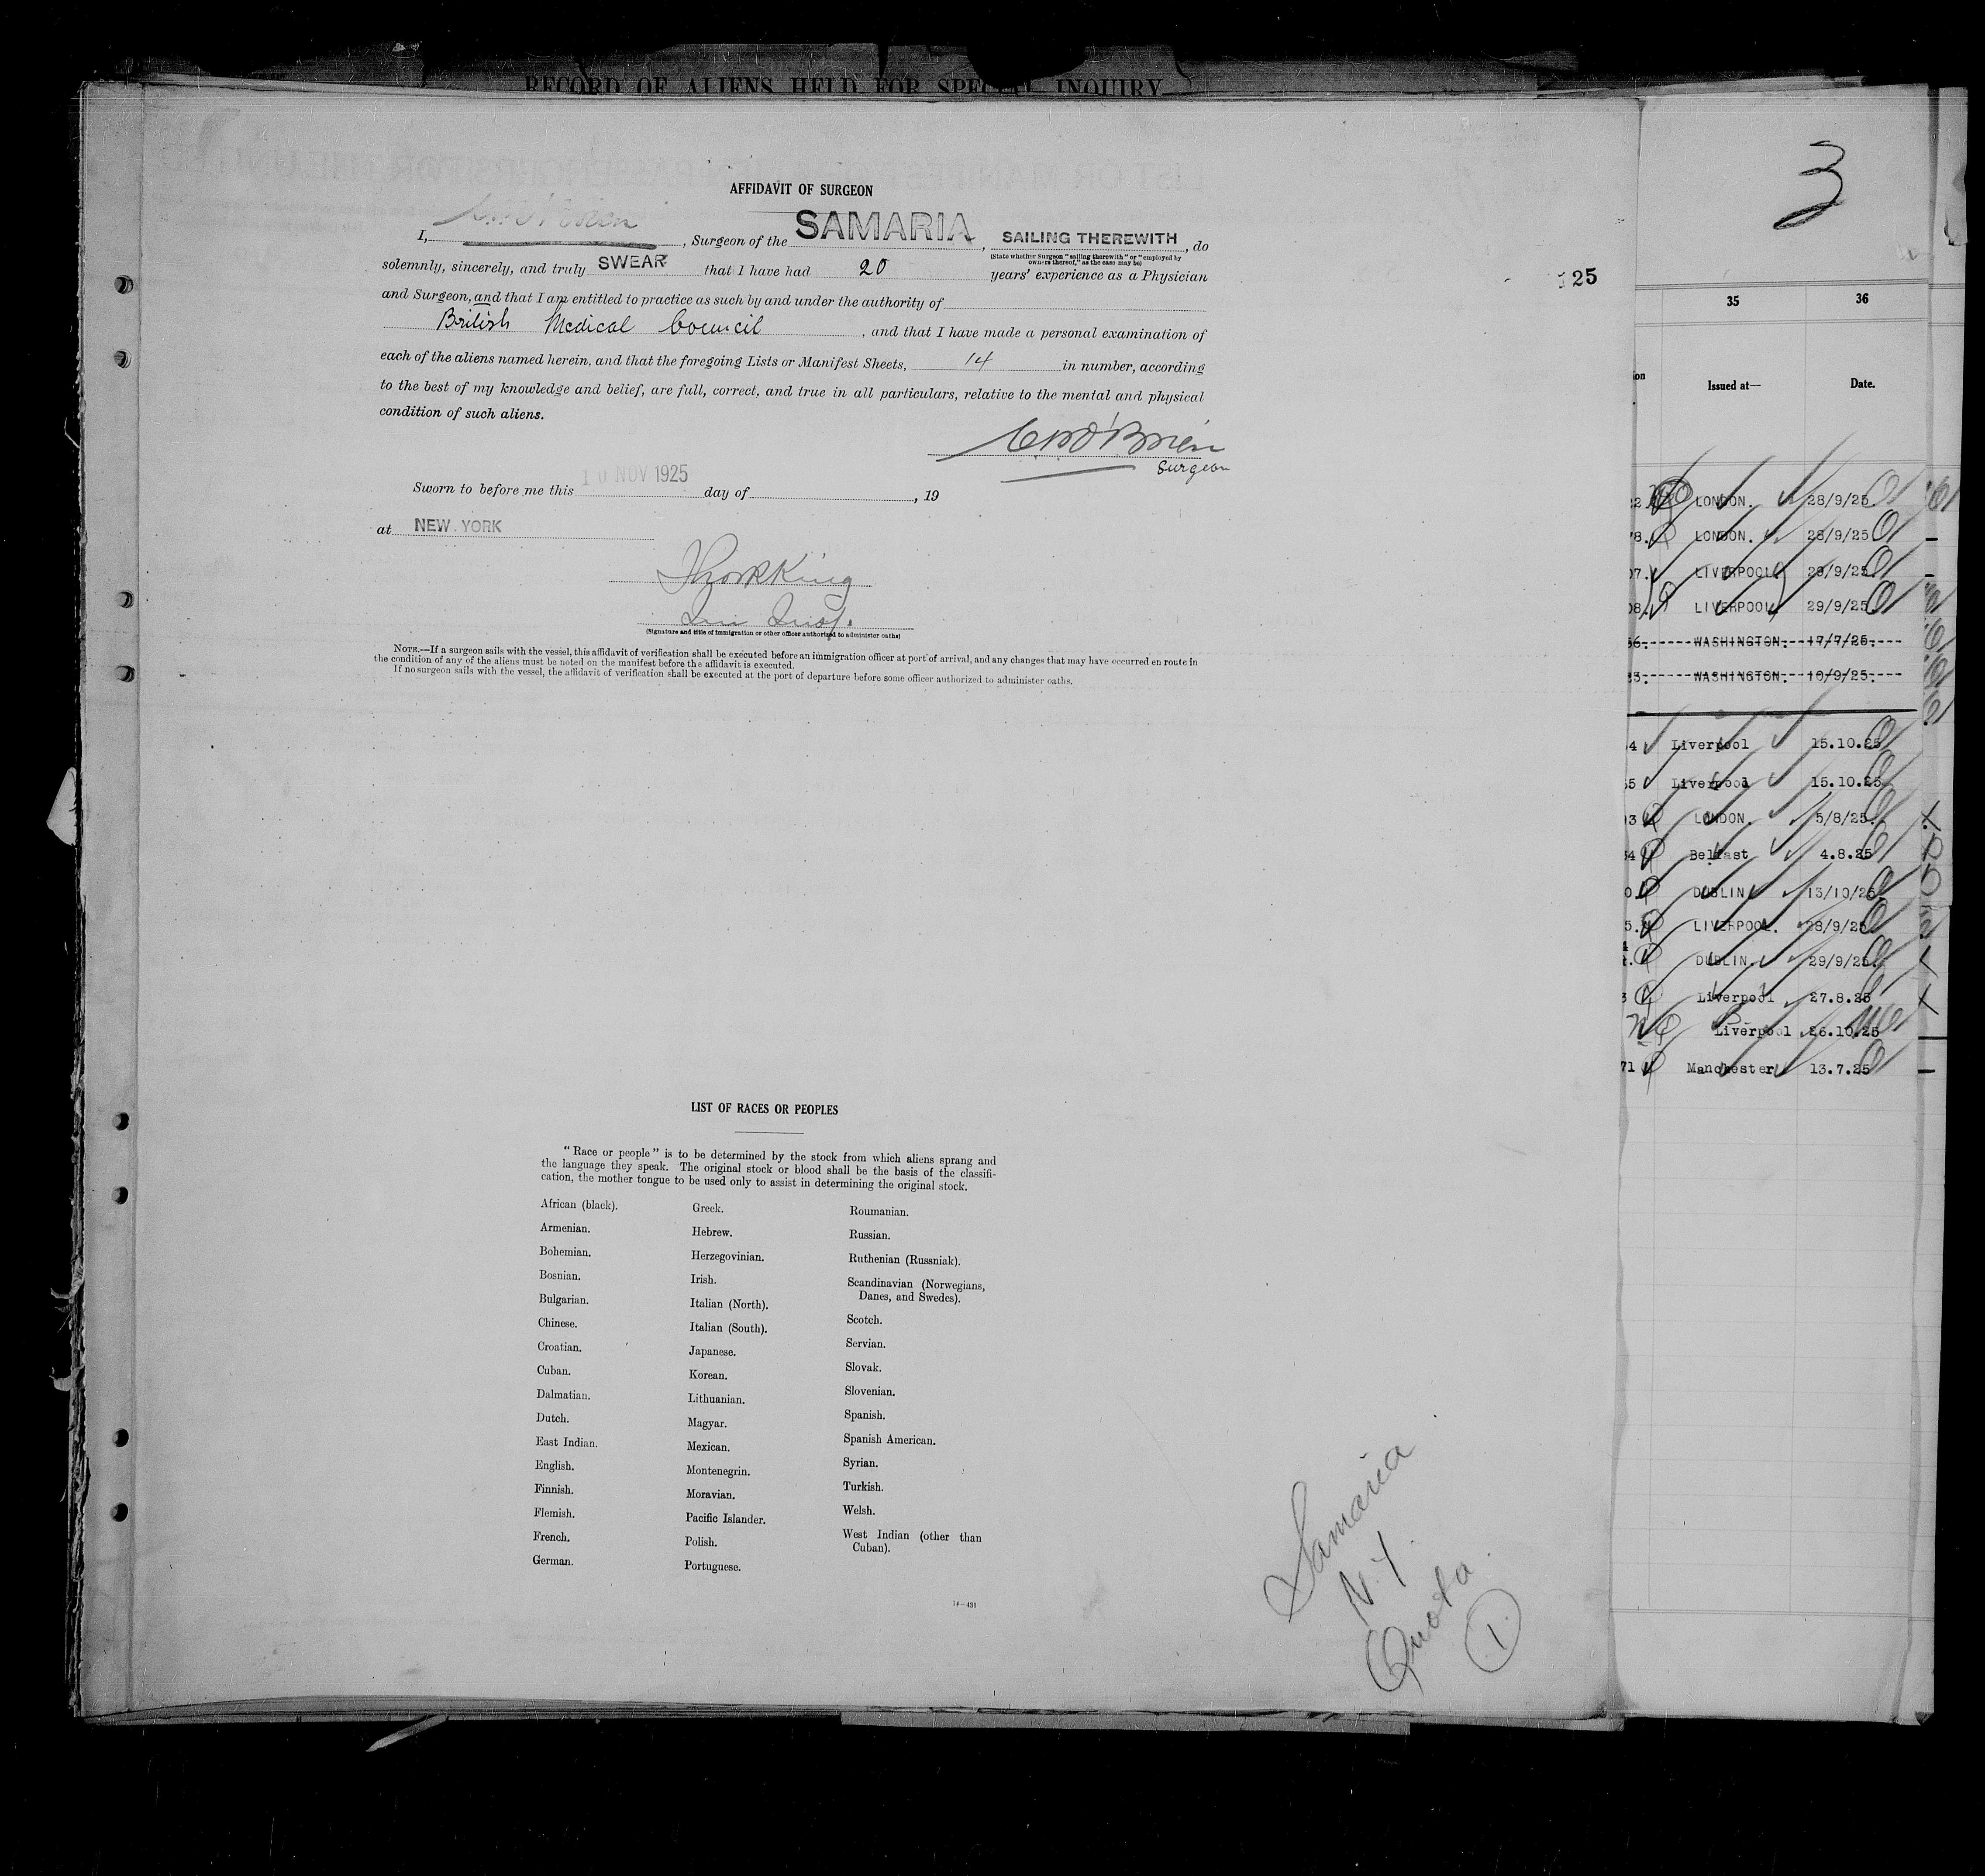 RECORD OF ALIENS HELD FOR SPECIAL INQUIRY
AFFIDAVIT OF SURGEON
I, , Surgeon of the SAMARIA, SAILING THEREWITH, do
(State whether Surgeon "sailing therewith" or "employed by
owners thereof," as the case may be)
solemnly, sincerely, and truly SWEAR that I have had 20 years' experience as a Physician
and Surgeon, and that I am entitled to practice as such by and under the authority of
British Medical Council, and that I have made a personal examination of
each of the aliens named herein, and that the foregoing Lists or Manifest Sheets, 14 in number, according
to the best of my knowledge and belief, are full, correct, and true in all particulars, relative to the mental and physical
condition of such aliens.
O'Brien
Surgeon
Sworn to before me this 10 NOV 1925 day of , 19
at NEW YORK
King
(Signature and title of immigration or other officer authorized to administer oaths)
NOTE.—If a surgeon sails with the vessel, this affidavit of verification shall be executed before an immigration officer at port of arrival, and any changes that may have occurred en route in
the condition of any of the aliens must be noted on the manifest before the affidavit is executed.
If no surgeon sails with the vessel, the affidavit of verification shall be executed at the port of departure before some officer authorized to administer oaths.
LIST OF RACES OR PEOPLES
"Race or people" is to be determined by the stock from which aliens sprang and
the language they speak. The original stock or blood shall be the basis of the classifi-
cation, the mother tongue to be used only to assist in determining the original stock.
African (black).
Armenian.
Bohemian.
Bosnian.
Bulgarian.
Chinese.
Croatian.
Cuban.
Dalmatian.
Dutch.
East Indian.
English.
Finnish.
Flemish.
French.
German.
Greek.
Hebrew.
Herzegovinian.
Irish.
Italian (North).
Italian (South).
Japanese.
Korean.
Lithuanian.
Magyar.
Mexican.
Montenegrin.
Moravian.
Pacific Islander.
Polish.
Portuguese.
Roumanian.
Russian.
Ruthenian (Russniak).
Scandinavian (Norwegians,
Danes, and Swedes).
Scotch.
Servian.
Slovak.
Slovenian.
Spanish.
Spanish American.
Syrian.
Turkish.
Welsh.
West Indian (other than
Cuban).
14—431
Samaria
N.Y.
Quota
1
25
3
35 36
Issued at— Date.
LONDON. 28/9/25
LONDON. 28/9/25
LIVERPOOL 29/9/25
LIVERPOOL 29/9/25
WASHINGTON. 17/7/25.
WASHINGTON. 10/9/25.
Liverpool 15.10.25
Liverpool 15.10.25
LONDON. 5/8/25.
Belfast 4.8.25
DUBLIN 13/10/25
LIVERPOOL. 28/9/25
DUBLIN. 29/9/25.
Liverpool 27.8.25
Liverpool 26.10.25
71 Manchester 13.7.25